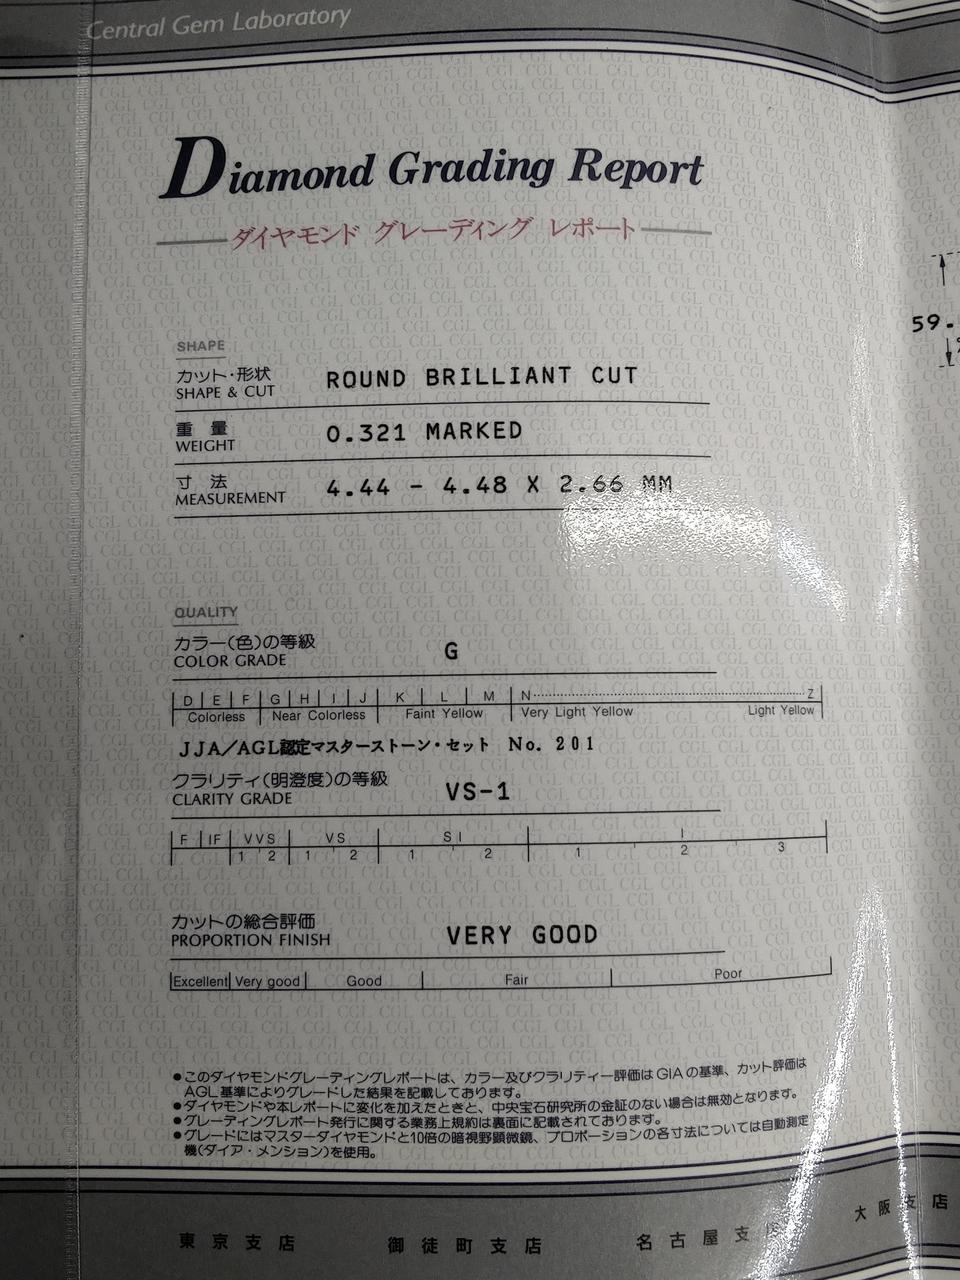 Central Gem Laboratory
Diamond Grading Report
ダイヤモンド グレーディング レポート
SHAPE
カット・形状
SHAPE & CUT
ROUND BRILLIANT CUT
重 量
WEIGHT
0.321 MARKED
寸 法
MEASUREMENT
4.44 - 4.48 X 2.66 MM
59.
QUALITY
カラー(色)の等級
COLOR GRADE
G
D E F G H I J K L M N Z
Colorless Near Colorless Faint Yellow Very Light Yellow Light Yellow
JJA/AGL認定マスターストーン・セット No. 201
クラリティ(明澄度)の等級
CLARITY GRADE
VS-1
F IF VVS VS SI I
1 2 1 2 1 2 1 2 3
カットの総合評価
PROPORTION FINISH
VERY GOOD
Excellent Very good Good Fair Poor
●このダイヤモンドグレーディングレポートは、カラー及びクラリティー評価はGIAの基準、カット評価は
AGL基準によりグレードした結果を記載しております。
●ダイヤモンドや本レポートに変化を加えたときと、中央宝石研究所の金証のない場合は無効となります。
●グレーディングレポート発行に関する業務上規約は裏面に記載されております。
●グレードにはマスターダイヤモンドと10倍の暗視野顕微鏡、プロポーションの各寸法については自動測定
機(ダイア・メンション)を使用。
東京支店 御徒町支店 名古屋支店 大阪支店